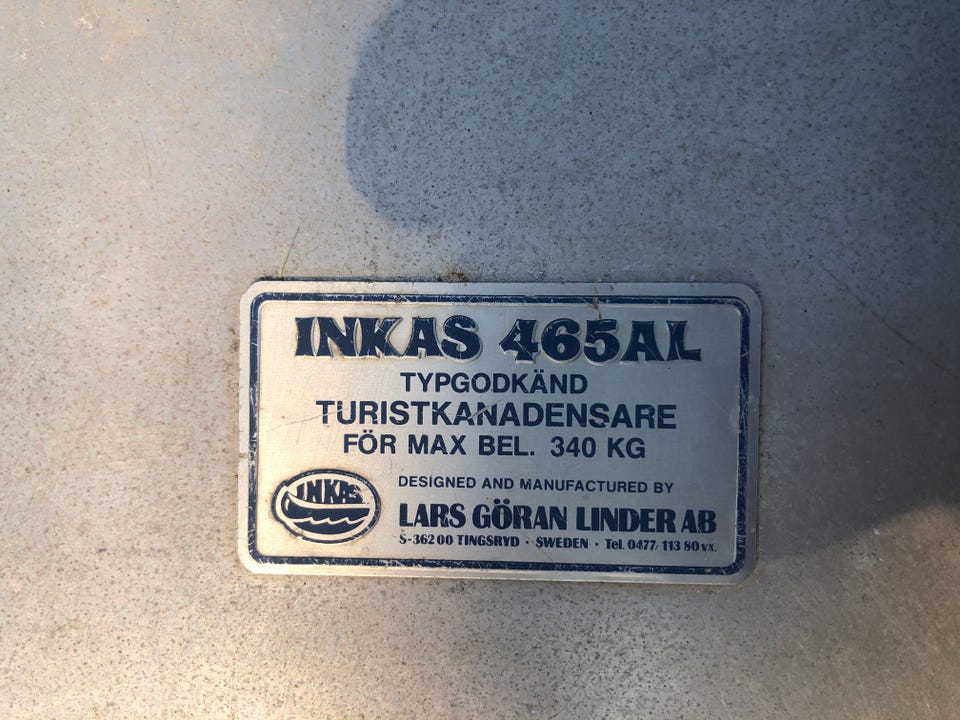 INKAS 465AL
TYPGODKÄND
TURISTKANADENSARE
FÖR MAX BEL. 340 KG
INKAS
DESIGNED AND MANUFACTURED BY
LARS GÖRAN LINDER AB
S-362 00 TINGSRYD · SWEDEN · Tel. 0477/113 80 vx.